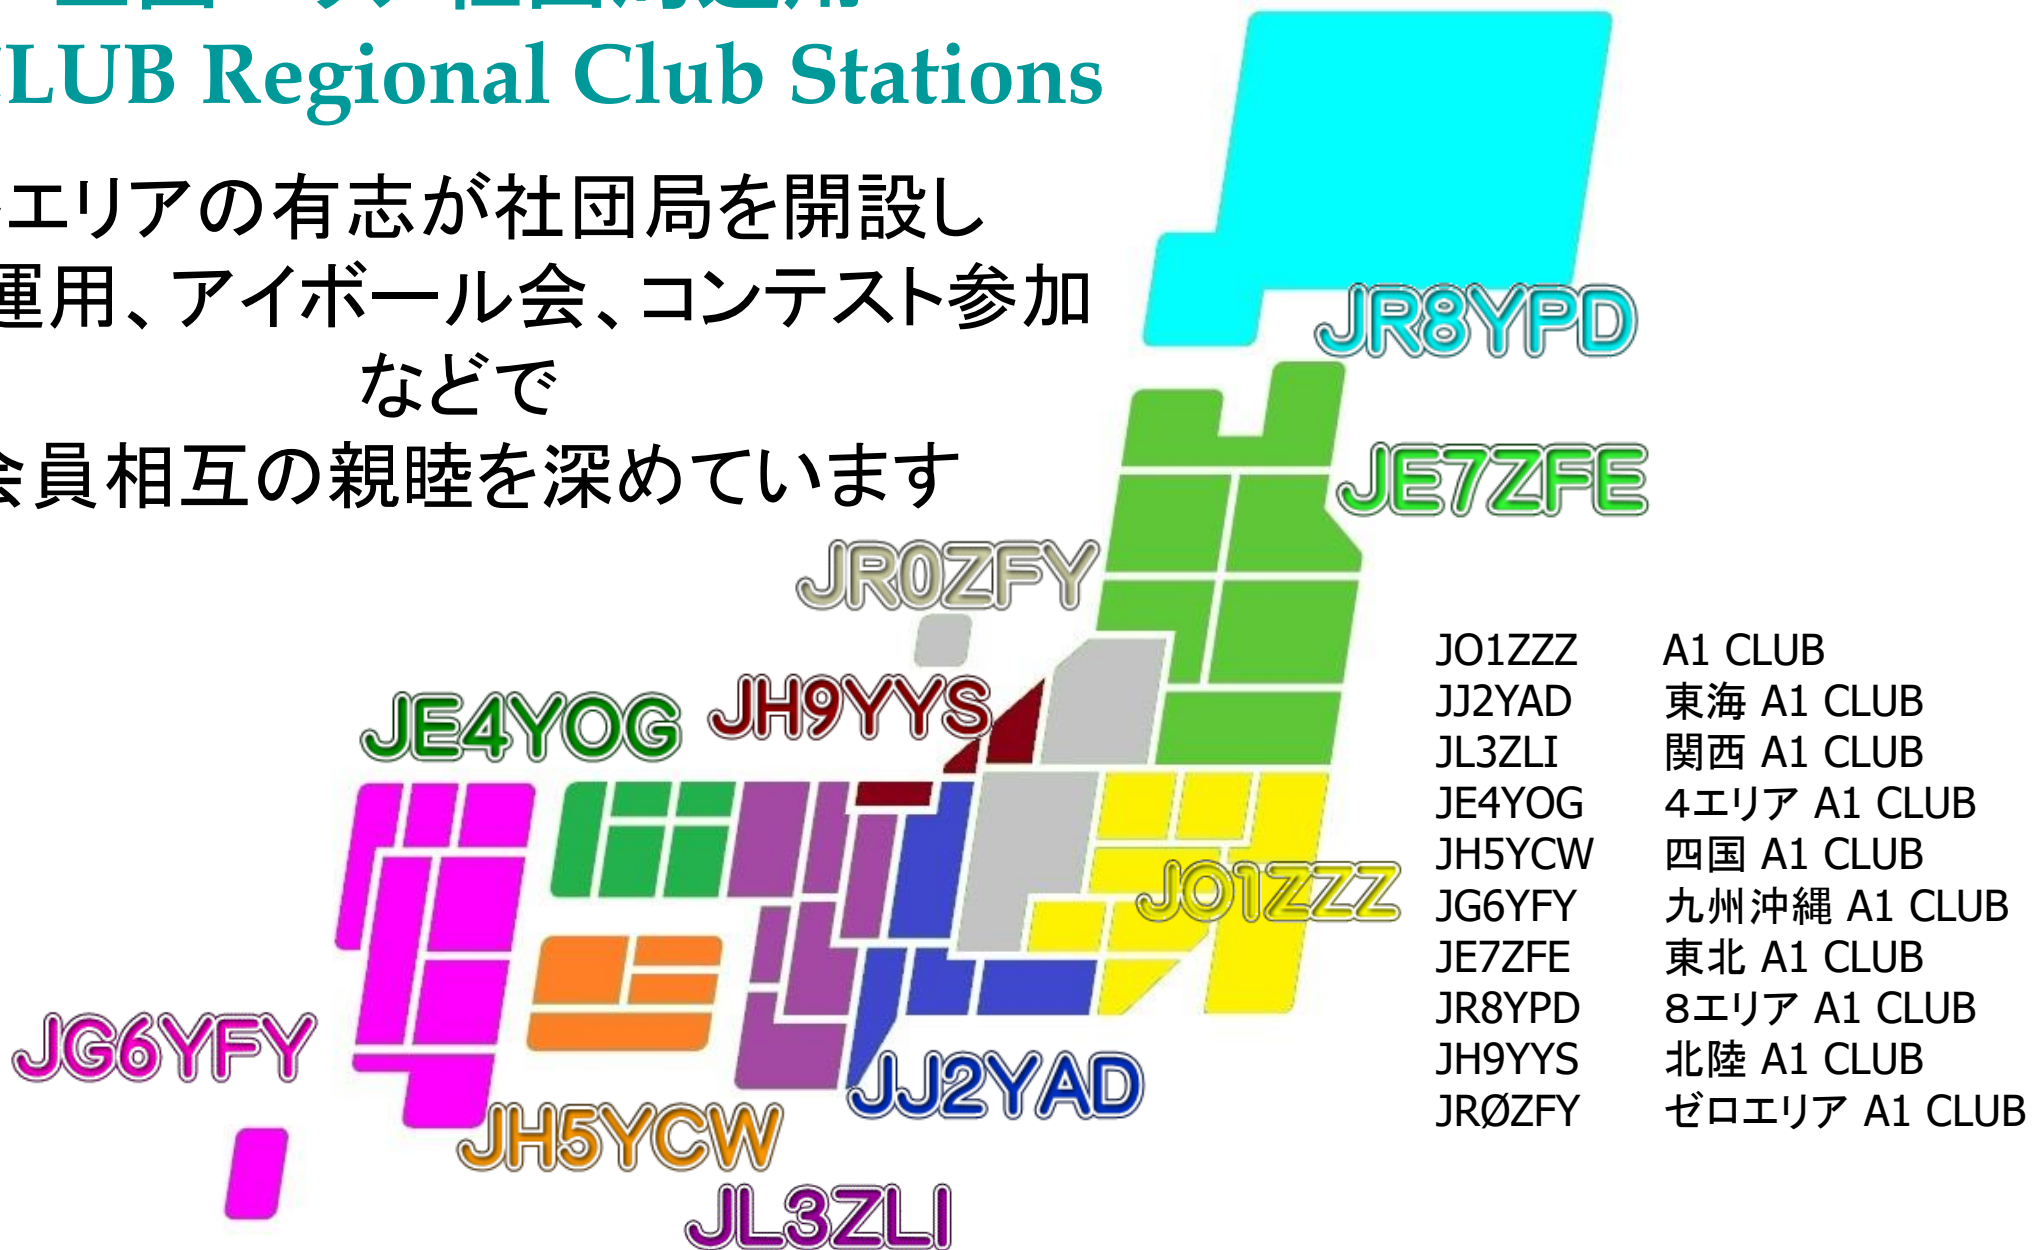 CLUB Regional Club Stations
エリアの有志が社団局を開設し
運用、アイボール会、コンテスト参加
などで
会員相互の親睦を深めています
JR8YPD
JE7ZFE
JR0ZFY
JH9YYS
JE4YOG
JO1ZZZ
JG6YFY
JJ2YAD
JH5YCW
JL3ZLI
JO1ZZZ A1 CLUB
JJ2YAD 東海 A1 CLUB
JL3ZLI 関西 A1 CLUB
JE4YOG 4エリア A1 CLUB
JH5YCW 四国 A1 CLUB
JG6YFY 九州沖縄 A1 CLUB
JE7ZFE 東北 A1 CLUB
JR8YPD 8エリア A1 CLUB
JH9YYS 北陸 A1 CLUB
JRØZFY ゼロエリア A1 CLUB